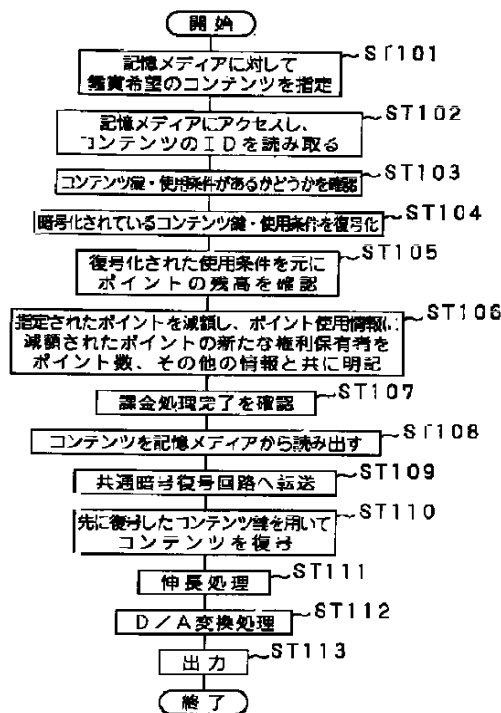 開始
記憶メディアに対して
鑑賞希望のコンテンツを指定
ST101
記憶メディアにアクセスし、
コンテンツのIDを読み取る
ST102
コンテンツ鍵・使用条件があるかどうかを確認
ST103
暗号化されているコンテンツ鍵・使用条件を復号化
ST104
復号化された使用条件を元に
ポイントの残高を確認
ST105
指定されたポイントを減額し、ポイント使用情報に
減額されたポイントの新たな権利保有者を
ポイント数、その他の情報と共に明記
ST106
課金処理完了を確認
ST107
コンテンツを記憶メディアから読み出す
ST108
共通暗号復号回路へ転送
ST109
先に復号したコンテンツ鍵を用いて
コンテンツを復号
ST110
伸長処理
ST111
D/A変換処理
ST112
出力
ST113
終了